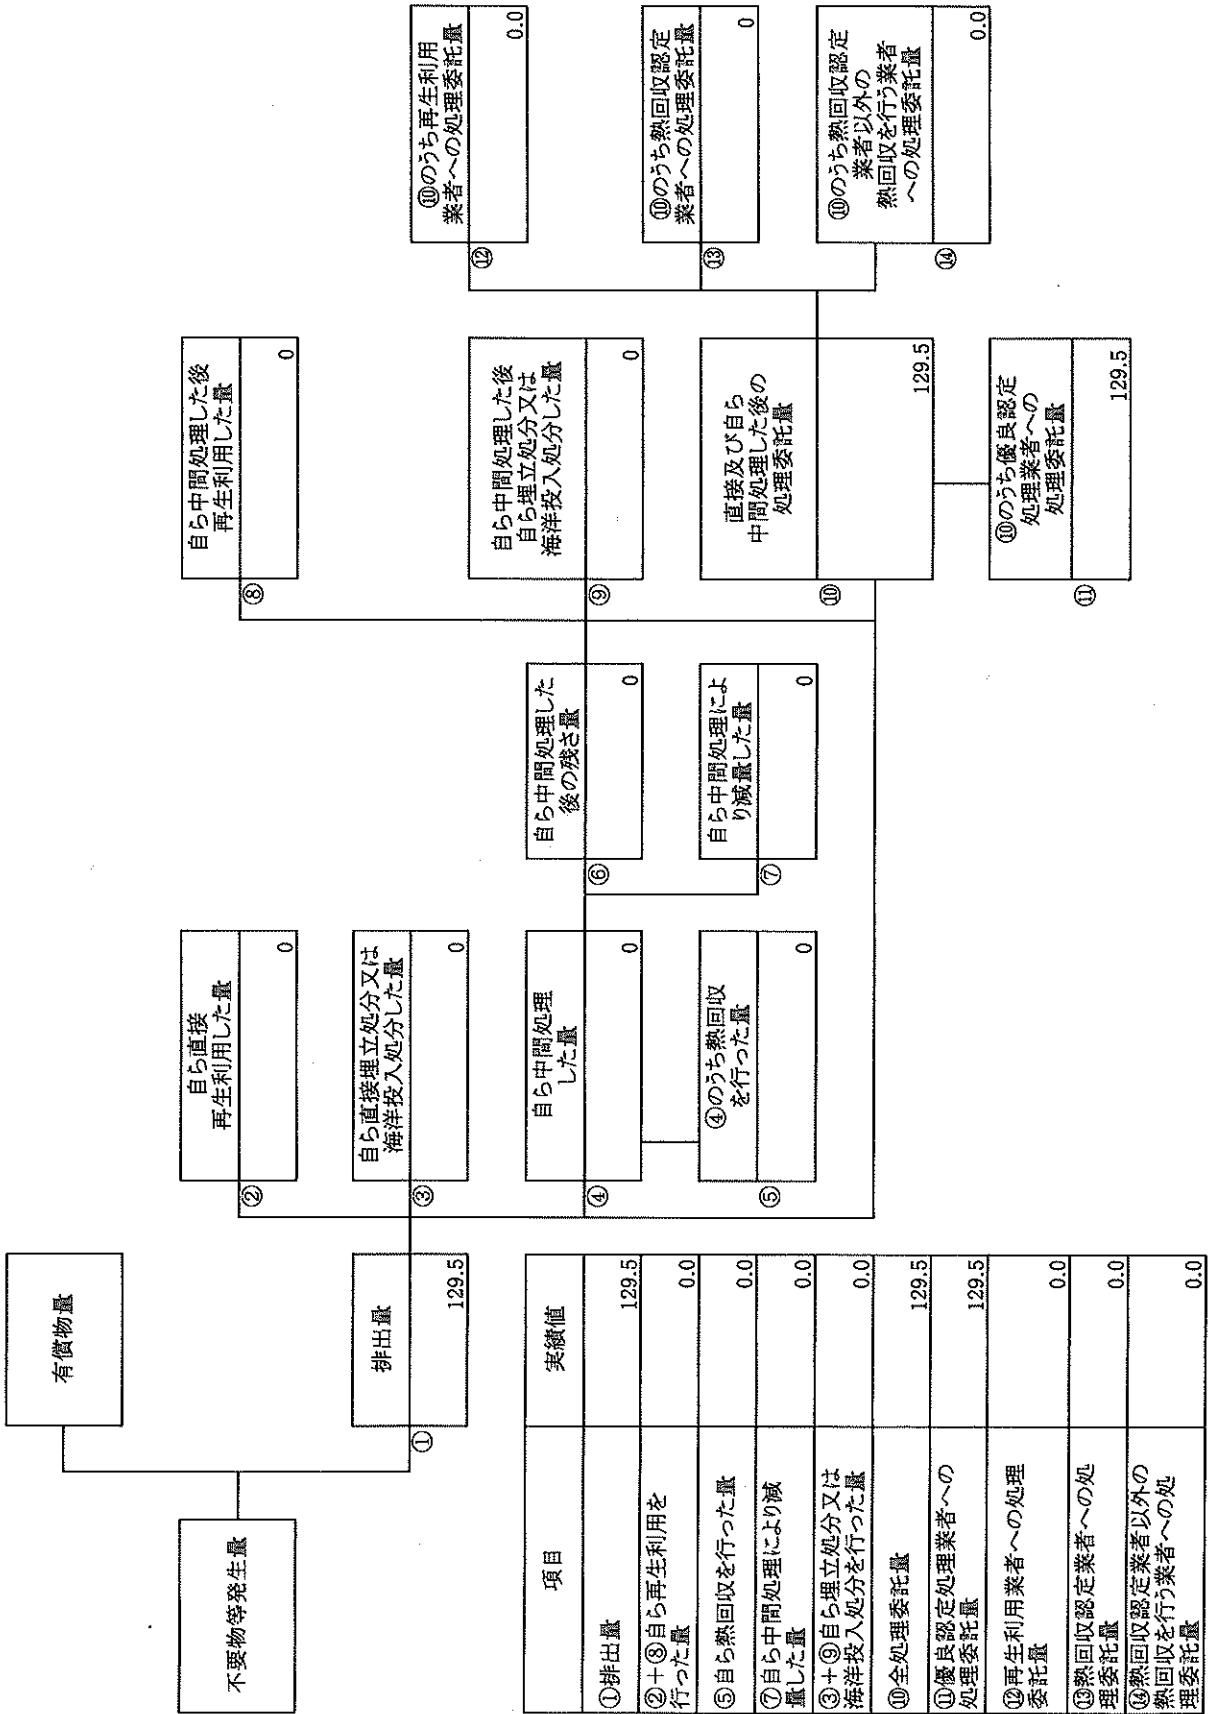 不要物等発生量
有償物量
①
排出量
129.5
②
自ら直接
再生利用した量
0
③
自ら直接埋立処分又は
海洋投入処分した量
0
④
自ら中間処理
した量
0
⑤
④のうち熱回収
を行った量
0
⑥
自ら中間処理した
後の残さ量
0
⑦
自ら中間処理によ
り減量した量
0
⑧
自ら中間処理した後
再生利用した量
0
⑨
自ら中間処理した後
自ら埋立処分又は
海洋投入処分した量
0
⑩
直接及び自ら
中間処理した後の
処理委託量
129.5
⑪
⑩のうち優良認定
処理業者への
処理委託量
129.5
⑫
⑩のうち再生利用
業者への処理委託量
0.0
⑬
⑩のうち熱回収認定
業者への処理委託量
0
⑭
⑩のうち熱回収認定
業者以外の
熱回収を行う業者
への処理委託量
0.0
項目 実績値
①排出量 129.5
②+⑧自ら再生利用を
行った量 0.0
⑤自ら熱回収を行った量 0.0
⑦自ら中間処理により減
量した量 0.0
③+⑨自ら埋立処分又は
海洋投入処分を行った量 0.0
⑩全処理委託量 129.5
⑪優良認定処理業者への
処理委託量 129.5
⑫再生利用業者への処理
委託量 0.0
⑬熱回収認定業者への処
理委託量 0.0
⑭熱回収認定業者以外の
熱回収を行う業者への処
理委託量 0.0